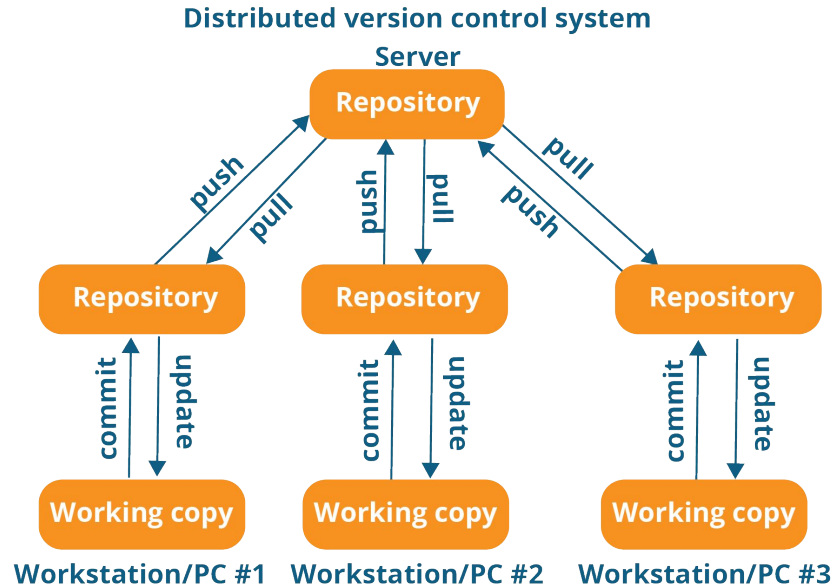 Distributed version control system
Server
Repository
push
pull
push
pull
push
pull
Repository
Repository
Repository
commit
update
commit
update
commit
update
Working copy
Working copy
Working copy
Workstation/PC #1
Workstation/PC #2
Workstation/PC #3